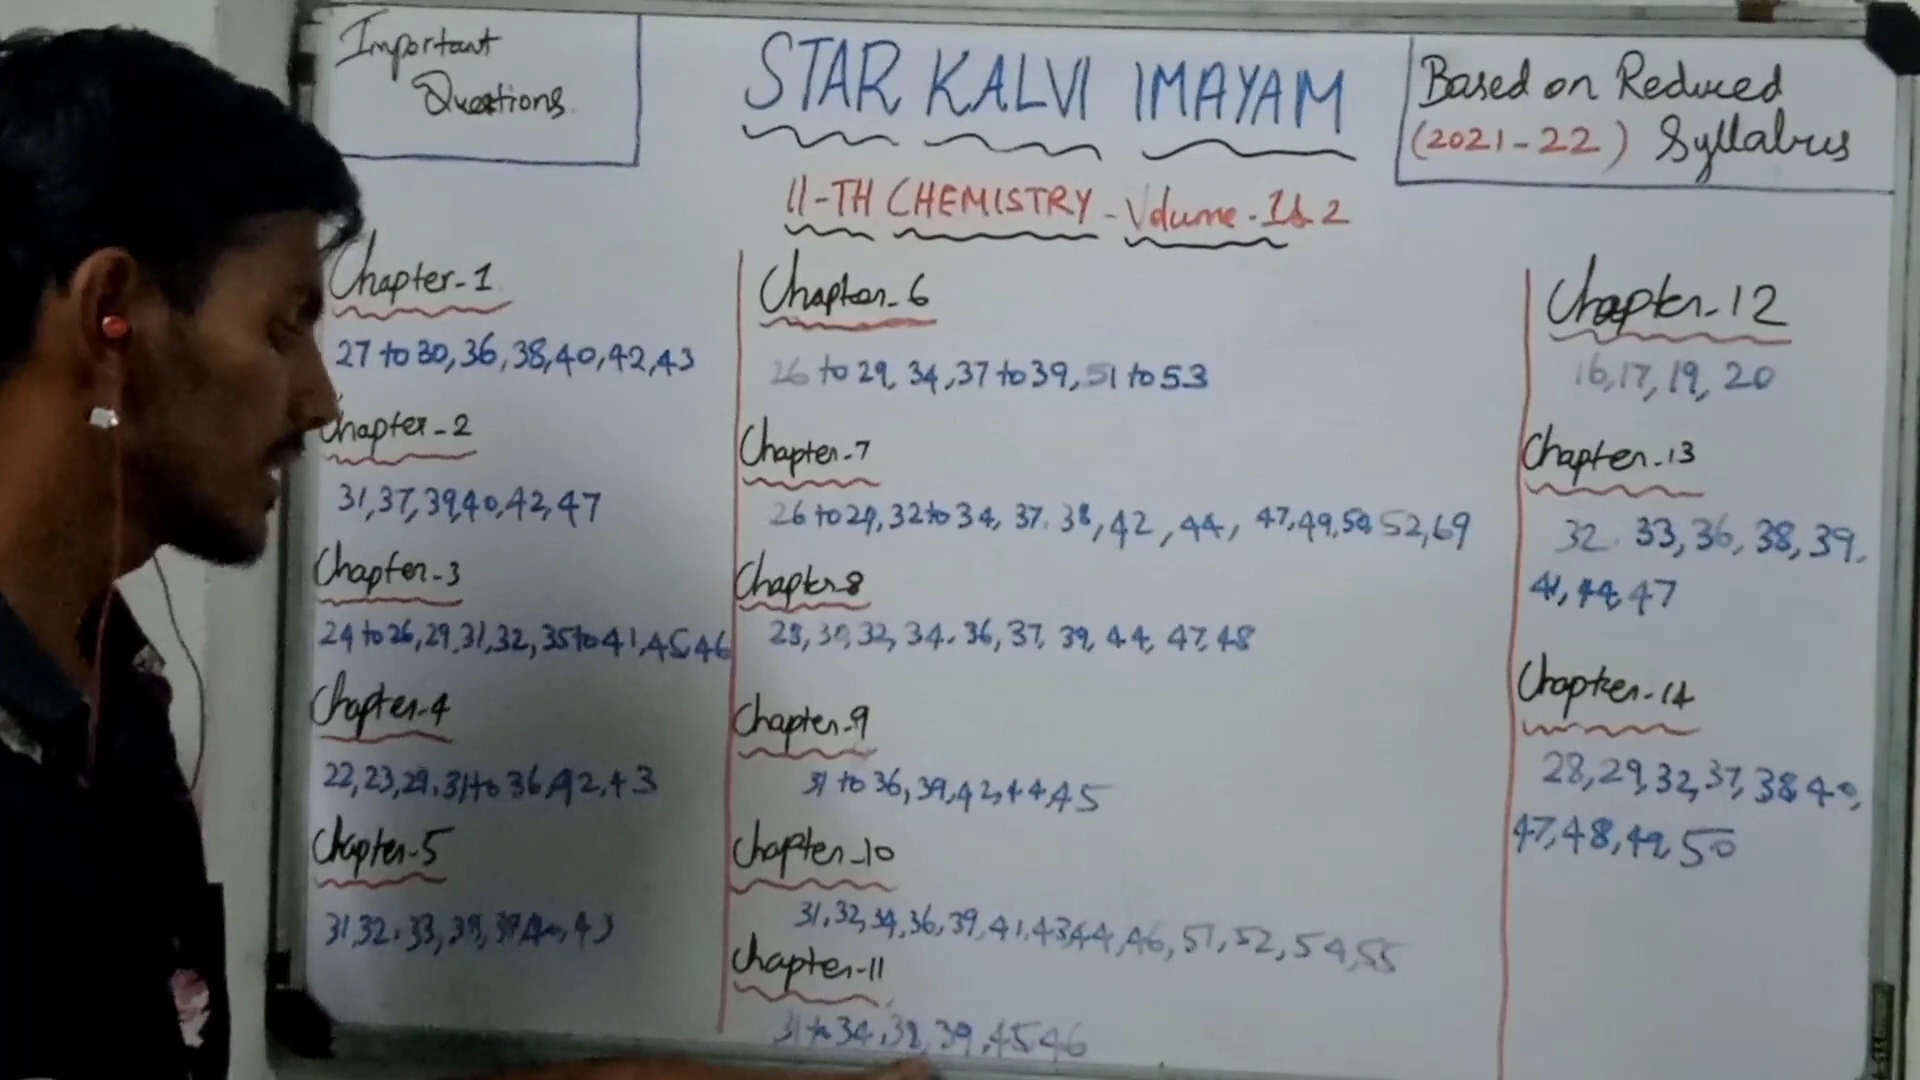 Important
Questions
STAR KALVI IMAYAM
Based on Reduced
(2021-22) Syllabus
11-TH CHEMISTRY - Volume - 1 & 2
Chapter-1
27 to 30, 36, 38, 40, 42, 43
Chapter-2
31, 37, 39, 40, 42, 47
Chapter-3
24 to 26, 29, 31, 32, 35 to 41, 45, 46
Chapter-4
22, 23, 29, 31 to 36, 42, 43
Chapter-5
31, 32, 33, 39, 43
Chapter-6
26 to 29, 34, 37 to 39, 51 to 53
Chapter-7
26 to 29, 32 to 34, 37, 38, 42, 44, 47, 49, 50, 52, 69
Chapter-8
28, 30, 32, 34, 36, 37, 39, 44, 47, 48
Chapter-9
31 to 36, 39, 42, 44, 45
Chapter-10
31, 32, 34, 36, 39, 41, 43, 44, 46, 51, 52, 54, 55
Chapter-11
31 to 34, 38, 39, 45, 46
Chapter-12
16, 17, 19, 20
Chapter-13
32, 33, 36, 38, 39,
41, 44, 47
Chapter-14
28, 29, 32, 37, 38, 40,
47, 48, 49, 50